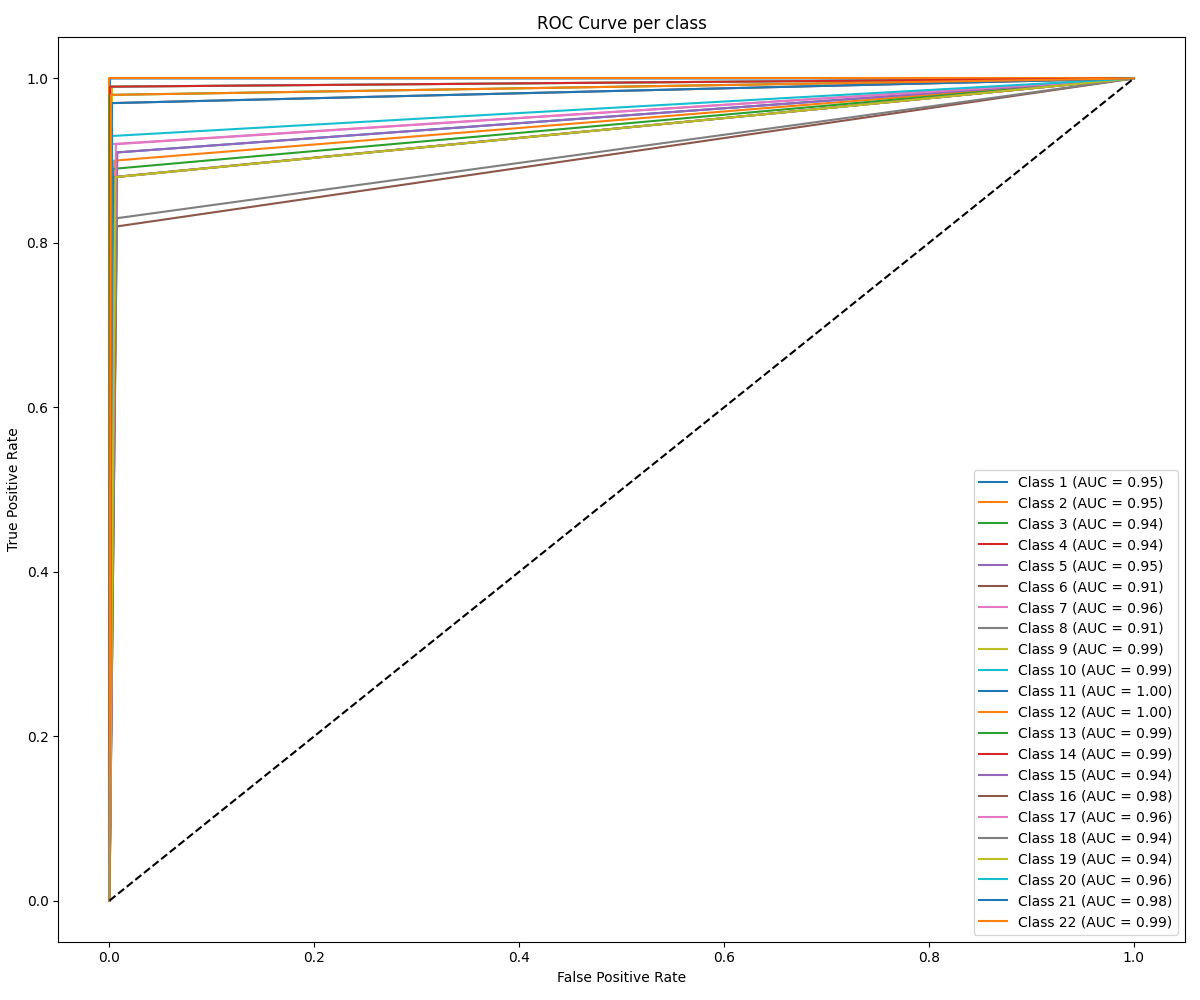 ROC Curve per class
1.0
0.8
0.6
0.4
0.2
0.0
True Positive Rate
0.0 0.2 0.4 0.6 0.8 1.0
False Positive Rate
Class 1 (AUC = 0.95)
Class 2 (AUC = 0.95)
Class 3 (AUC = 0.94)
Class 4 (AUC = 0.94)
Class 5 (AUC = 0.95)
Class 6 (AUC = 0.91)
Class 7 (AUC = 0.96)
Class 8 (AUC = 0.91)
Class 9 (AUC = 0.99)
Class 10 (AUC = 0.99)
Class 11 (AUC = 1.00)
Class 12 (AUC = 1.00)
Class 13 (AUC = 0.99)
Class 14 (AUC = 0.99)
Class 15 (AUC = 0.94)
Class 16 (AUC = 0.98)
Class 17 (AUC = 0.96)
Class 18 (AUC = 0.94)
Class 19 (AUC = 0.94)
Class 20 (AUC = 0.96)
Class 21 (AUC = 0.98)
Class 22 (AUC = 0.99)